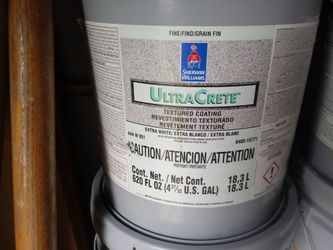 FINE/FINO/GRAIN FIN
SHERWIN
WILLIAMS
ULTRACRETE
TEXTURED COATING
REVESTIMIENTO TEXTURADO
REVÊTEMENT TEXTURÉ
EXTRA WHITE/EXTRA BLANCO/EXTRA BLANC
CAUTION/ATENCION/ATTENTION
Cont. Net./ Net Cont. 18.3 L
620 FL OZ U.S. GAL) 18.3 L